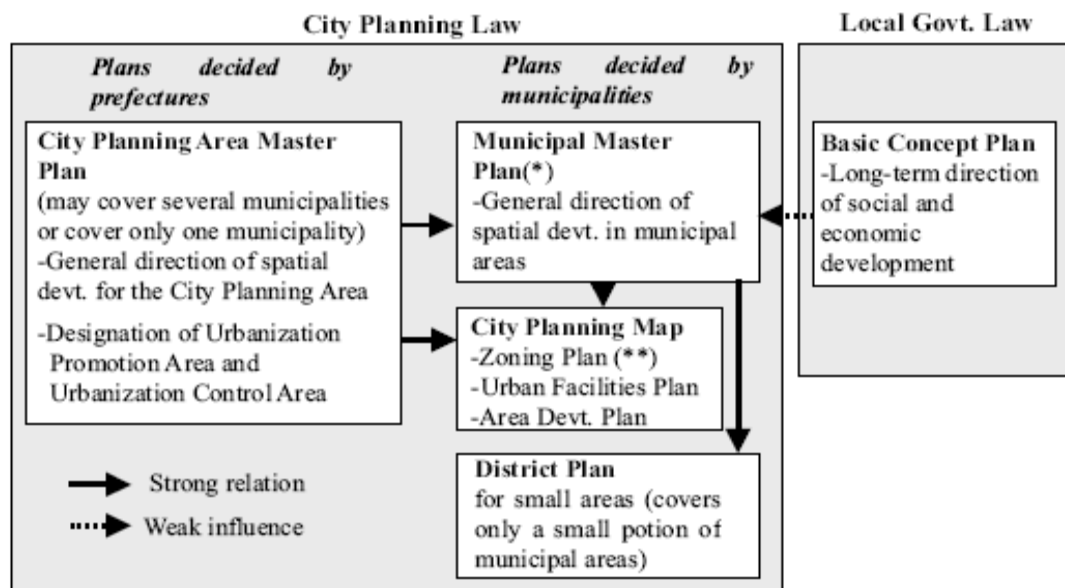 City Planning Law
Plans decided by
prefectures
City Planning Area Master
Plan
(may cover several municipalities
or cover only one municipality)
-General direction of spatial
devt. for the City Planning Area
-Designation of Urbanization
Promotion Area and
Urbanization Control Area
Strong relation
Weak influence
Plans decided by
municipalities
Municipal Master
Plan(*)
-General direction of
spatial devt. in municipal
areas
City Planning Map
-Zoning Plan (**)
-Urban Facilities Plan
-Area Devt. Plan
District Plan
for small areas (covers
only a small potion of
municipal areas)
Local Govt. Law
Basic Concept Plan
-Long-term direction
of social and
economic
development